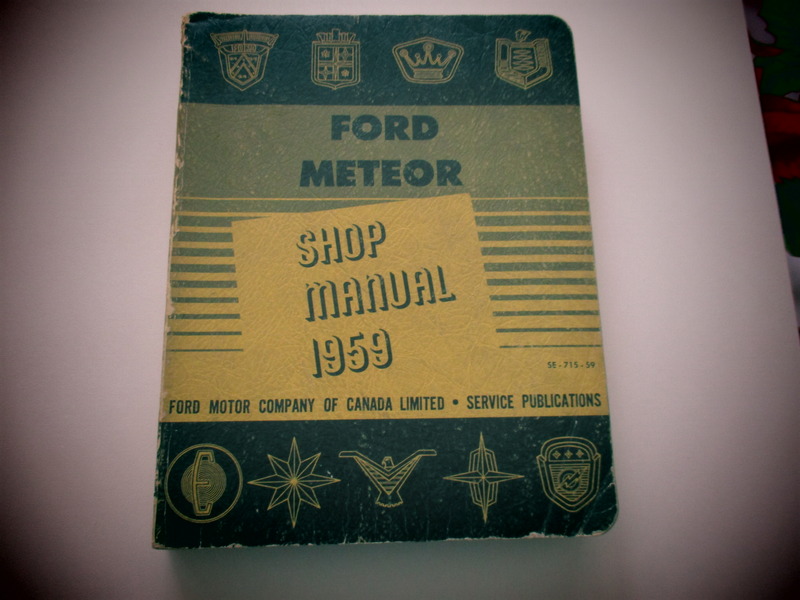 FORD
METEOR
SHOP
MANUAL
1959
SE-715-59
FORD MOTOR COMPANY OF CANADA LIMITED • SERVICE PUBLICATIONS